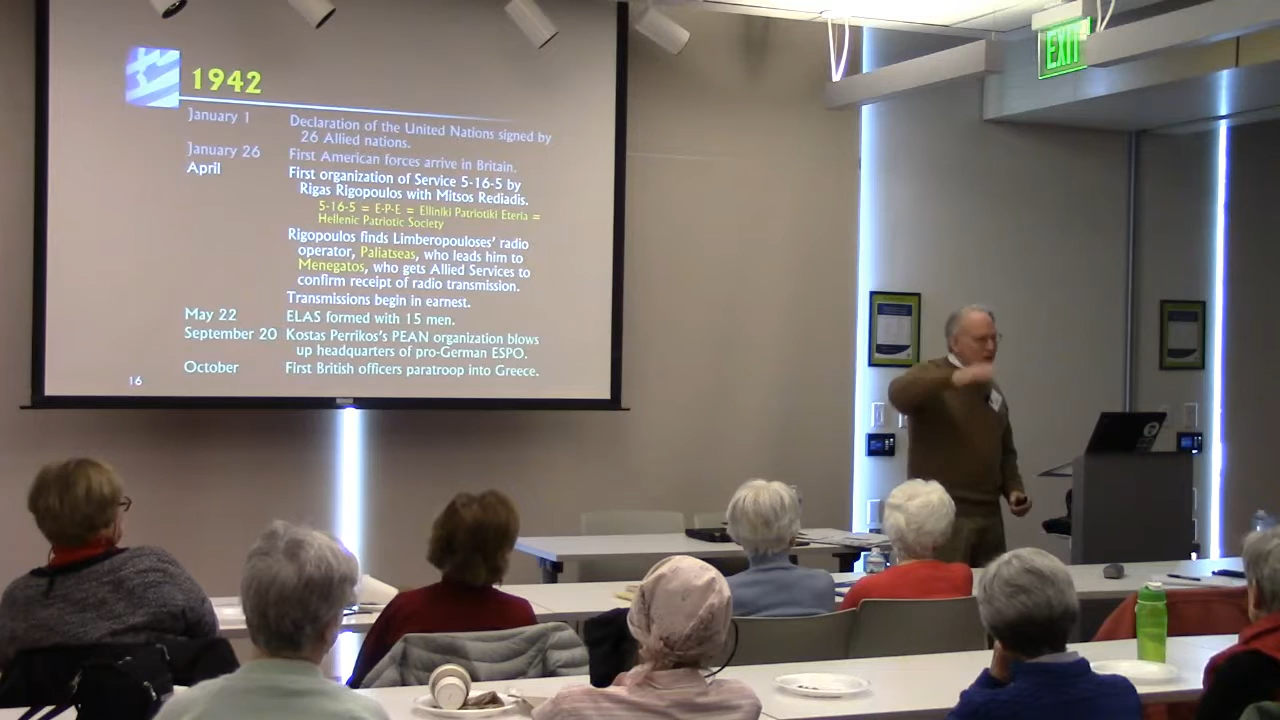 EXIT
1942
January 1 Declaration of the United Nations signed by
26 Allied nations.
January 26 First American forces arrive in Britain.
April First organization of Service 5-16-5 by
Rigas Rigopoulos with Mitsos Rediadis.
5-16-5 = E-P-E = Elliniki Patriotiki Eteria =
Hellenic Patriotic Society
Rigopoulos finds Limberopouloses' radio
operator, Paliatseas, who leads him to
Menegatos, who gets Allied Services to
confirm receipt of radio transmission.
Transmissions begin in earnest.
May 22 ELAS formed with 15 men.
September 20 Kostas Perrikos's PEAN organization blows
up headquarters of pro-German ESPO.
October First British officers paratroop into Greece.
16